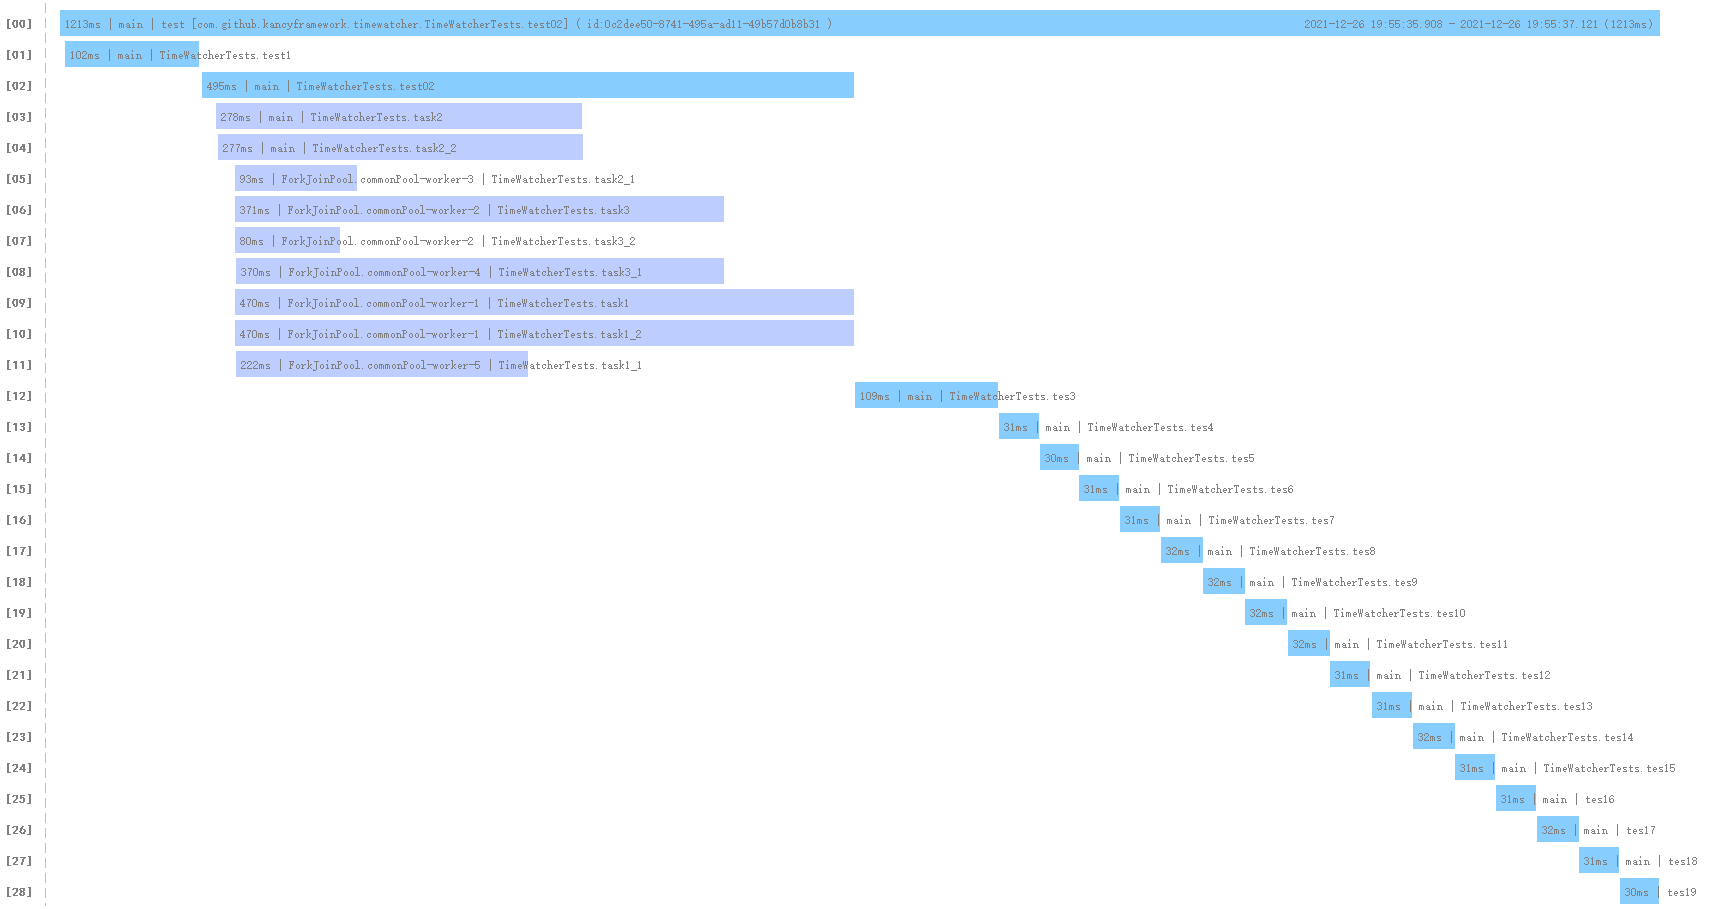 [00] 1213ms | main | test [com.github.kancyframework.timewatcher.TimeWatcherTests.test02] ( id:0c2dee50-8741-495a-ad11-49b57d0b8b31 ) 2021-12-26 19:55:35.908 - 2021-12-26 19:55:37.121 (1213ms)
[01] 102ms | main | TimeWatcherTests.test1
[02] 495ms | main | TimeWatcherTests.test02
[03] 278ms | main | TimeWatcherTests.task2
[04] 277ms | main | TimeWatcherTests.task2_2
[05] 93ms | ForkJoinPool.commonPool-worker-3 | TimeWatcherTests.task2_1
[06] 371ms | ForkJoinPool.commonPool-worker-2 | TimeWatcherTests.task3
[07] 80ms | ForkJoinPool.commonPool-worker-2 | TimeWatcherTests.task3_2
[08] 370ms | ForkJoinPool.commonPool-worker-4 | TimeWatcherTests.task3_1
[09] 470ms | ForkJoinPool.commonPool-worker-1 | TimeWatcherTests.task1
[10] 470ms | ForkJoinPool.commonPool-worker-1 | TimeWatcherTests.task1_2
[11] 222ms | ForkJoinPool.commonPool-worker-5 | TimeWatcherTests.task1_1
[12] 109ms | main | TimeWatcherTests.tes3
[13] 31ms | main | TimeWatcherTests.tes4
[14] 30ms | main | TimeWatcherTests.tes5
[15] 31ms | main | TimeWatcherTests.tes6
[16] 31ms | main | TimeWatcherTests.tes7
[17] 32ms | main | TimeWatcherTests.tes8
[18] 32ms | main | TimeWatcherTests.tes9
[19] 32ms | main | TimeWatcherTests.tes10
[20] 32ms | main | TimeWatcherTests.tes11
[21] 31ms | main | TimeWatcherTests.tes12
[22] 31ms | main | TimeWatcherTests.tes13
[23] 32ms | main | TimeWatcherTests.tes14
[24] 31ms | main | TimeWatcherTests.tes15
[25] 31ms | main | tes16
[26] 32ms | main | tes17
[27] 31ms | main | tes18
[28] 30ms | tes19